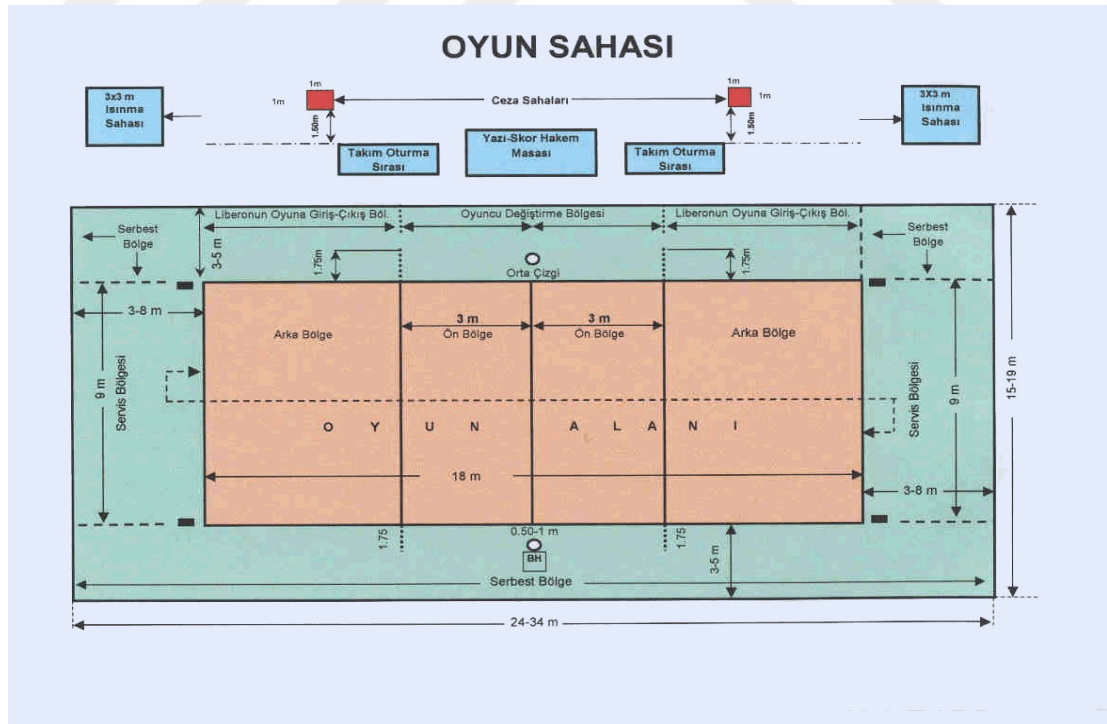 OYUN SAHASI
3x3 m
Isınma
Sahası
1m
1m
Ceza Sahaları
1m
1m
3X3 m
Isınma
Sahası
1.50m
1.50m
Yazı-Skor Hakem
Masası
Takım Oturma
Sırası
Takım Oturma
Sırası
Liberonun Oyuna Giriş-Çıkış Böl.
Oyuncu Değiştirme Bölgesi
Liberonun Oyuna Giriş-Çıkış Böl.
Serbest
Bölge
3-5 m
1.75m
Orta Çizgi
1.75m
Serbest
Bölge
3-8 m
Arka Bölge
3 m
Ön Bölge
3 m
Ön Bölge
Arka Bölge
9 m
Servis Bölgesi
9 m
Servis Bölgesi
15-19 m
O Y U N A L A N I
18 m
3-8 m
1.75
0.50-1 m
1.75
BH
3-5 m
Serbest Bölge
24-34 m